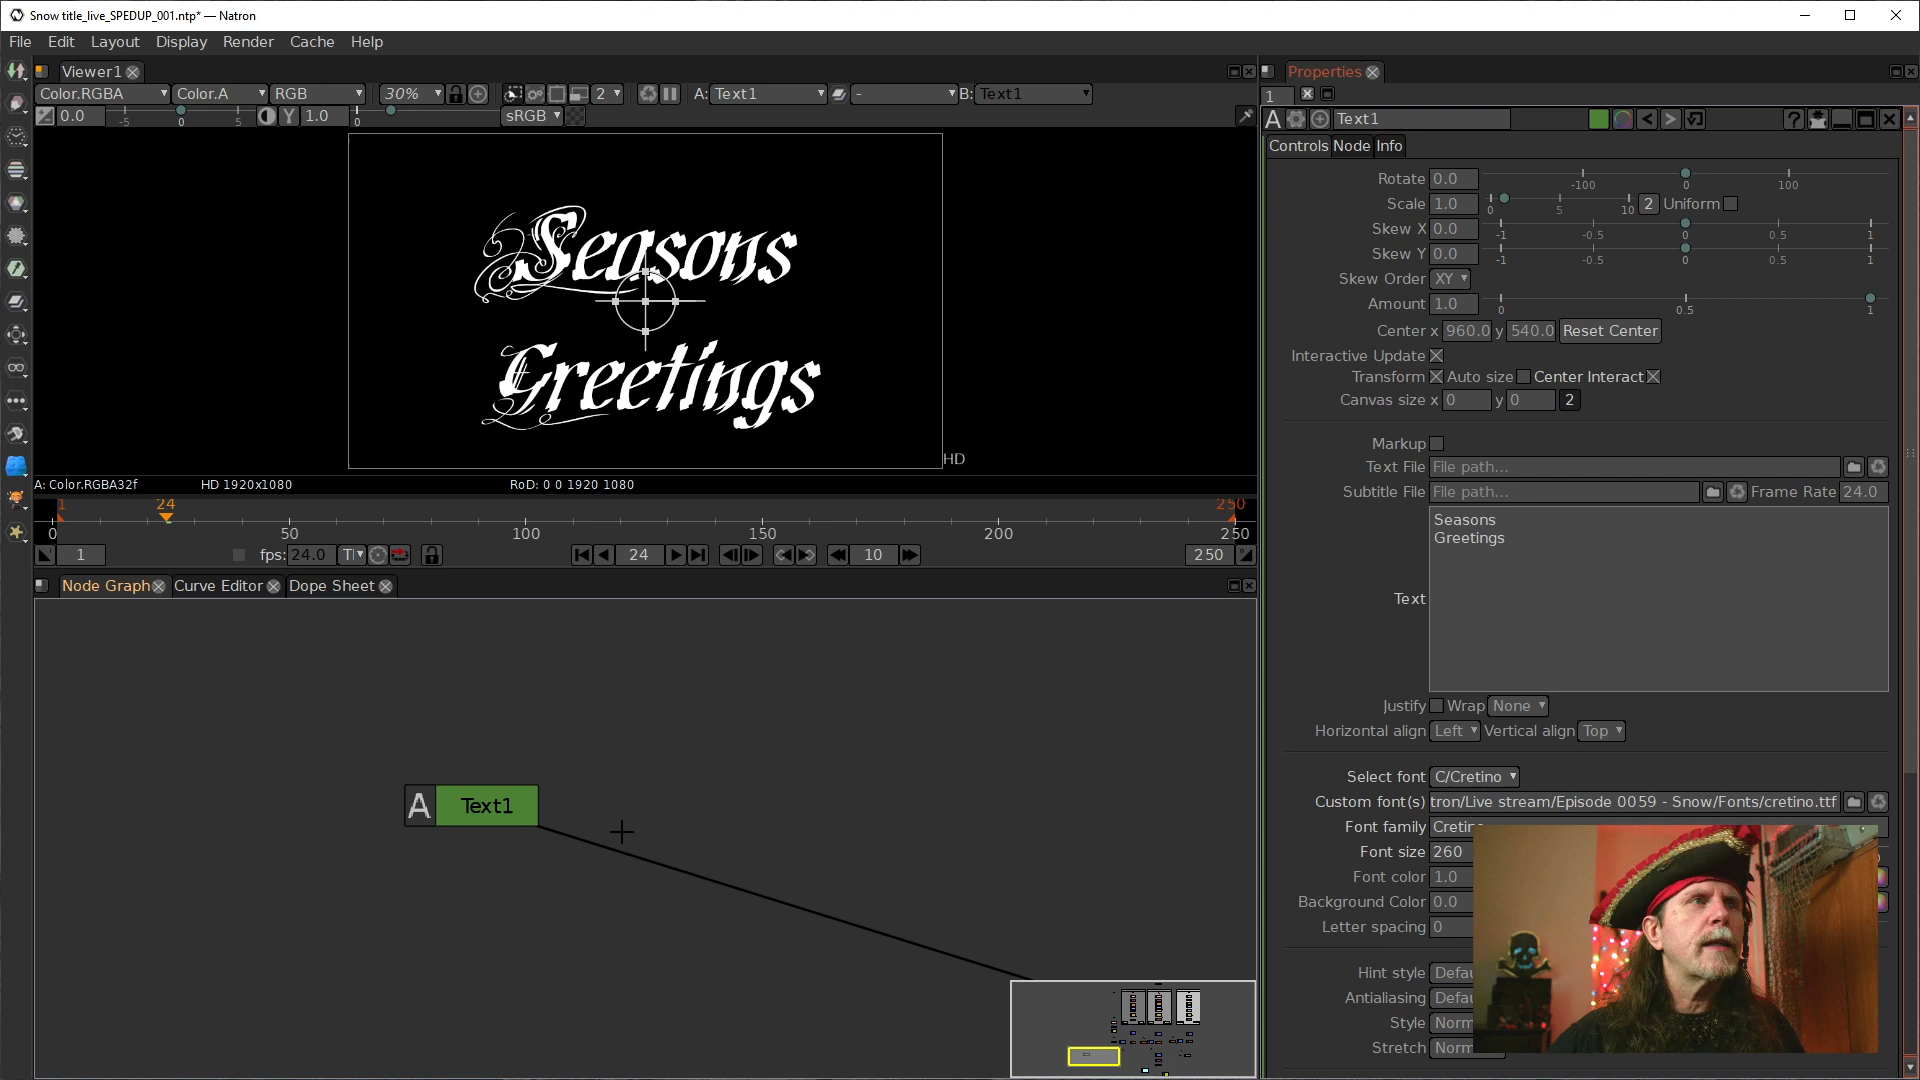 Snow title_live_SPEDUP_001.ntp* — Natron
File Edit Layout Display Render Cache Help
Viewer1
Color.RGBA Color.A RGB 30% 2 A: Text1 - B: Text1
0.0 -5 0 5 Y 1.0 0 sRGB
Seasons
Greetings
HD
A: Color.RGBA32f HD 1920x1080 RoD: 0 0 1920 1080
1 24 250
0 50 100 150 200 250
1 fps: 24.0 24 10 250
Node Graph Curve Editor Dope Sheet
A Text1
Properties
1
A Text1 ?
Controls Node Info
Rotate 0.0 -100 0 100
Scale 1.0 0 5 10 2 Uniform
Skew X 0.0 -1 -0.5 0 0.5 1
Skew Y 0.0 -1 -0.5 0 0.5 1
Skew Order XY
Amount 1.0 0 0.5 1
Center x 960.0 y 540.0 Reset Center
Interactive Update
Transform Auto size Center Interact
Canvas size x 0 y 0 2
Markup
Text File File path...
Subtitle File File path... Frame Rate 24.0
Seasons
Greetings
Text
Justify Wrap None
Horizontal align Left Vertical align Top
Select font C/Cretino
Custom font(s) tron/Live stream/Episode 0059 - Snow/Fonts/cretino.ttf
Font family Cretino
Font size 260
Font color 1.0
Background Color 0.0
Letter spacing 0
Hint style Defau
Antialiasing Defau
Style Norm
Stretch Norm